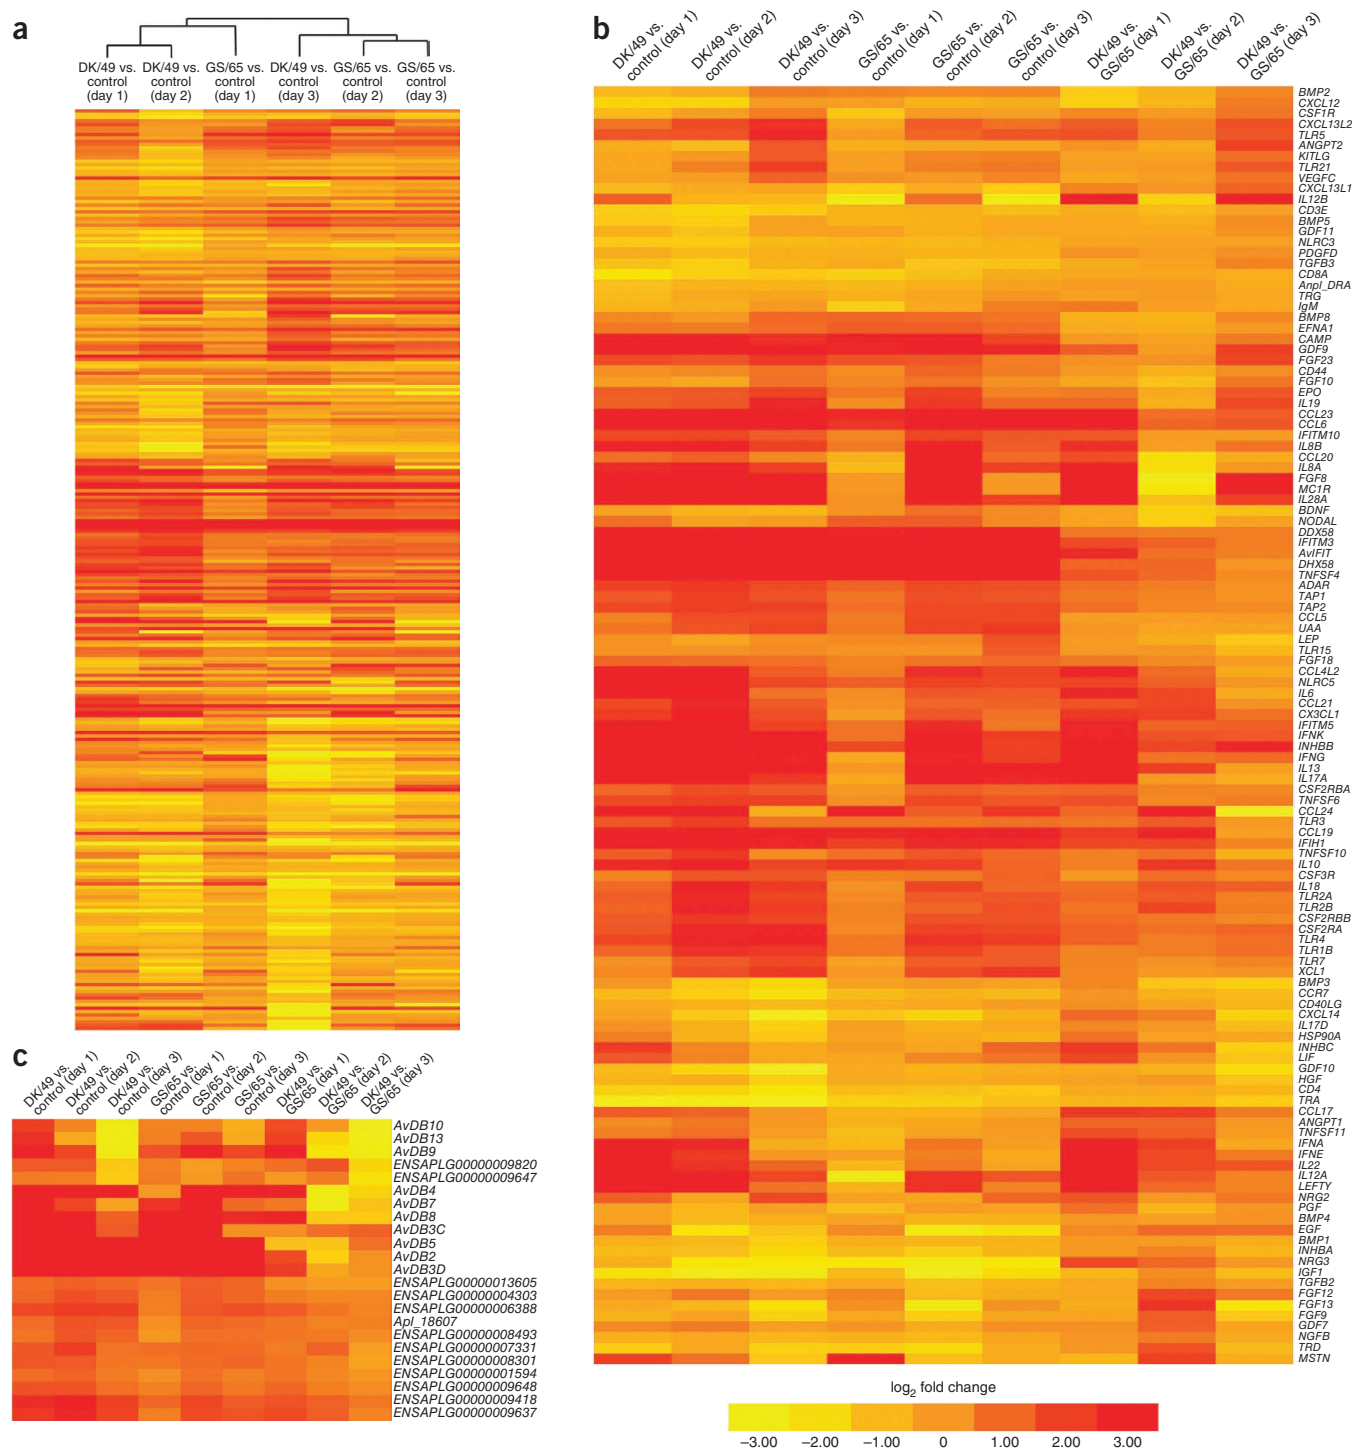 a
DK/49 vs.
control
(day 1)
DK/49 vs.
control
(day 2)
GS/65 vs.
control
(day 1)
DK/49 vs.
control
(day 3)
GS/65 vs.
control
(day 2)
GS/65 vs.
control
(day 3)
b
DK/49 vs.
control (day 1)
DK/49 vs.
control (day 2)
DK/49 vs.
control (day 3)
GS/65 vs.
control (day 1)
GS/65 vs.
control (day 2)
GS/65 vs.
control (day 3)
DK/49 vs.
GS/65 (day 1)
DK/49 vs.
GS/65 (day 2)
DK/49 vs.
GS/65 (day 3)
BMP2
CXCL12
CSF1R
CXCL13L2
TLR5
ANGPT2
KITLG
TLR21
VEGFC
CXCL13L1
IL12B
CD3E
BMP5
GDF11
NLRC3
PDGFD
TGFB3
CD8A
Anpl_DRA
TRG
IgM
BMP8
EFNA1
CAMP
GDF9
FGF23
CD44
FGF10
EPO
IL19
CCL23
CCL6
IFITM10
IL8B
CCL20
IL8A
FGF8
MC1R
IL28A
BDNF
NODAL
DDX58
IFITM3
AvIFIT
DHX58
TNFSF4
ADAR
TAP1
TAP2
CCL5
UAA
LEP
TLR15
FGF18
CCL4L2
NLRC5
IL6
CCL21
CX3CL1
IFITM5
IFNK
INHBB
IFNG
IL13
IL17A
CSF2RBA
TNFSF6
CCL24
TLR3
CCL19
IFIH1
TNFSF10
IL10
CSF3R
IL18
TLR2A
TLR2B
CSF2RBB
CSF2RA
TLR4
TLR1B
TLR7
XCL1
BMP3
CCR7
CD40LG
CXCL14
IL17D
HSP90A
INHBC
LIF
GDF10
HGF
CD4
TRA
CCL17
ANGPT1
TNFSF11
IFNA
IFNE
IL22
IL12A
LEFTY
NRG2
PGF
BMP4
EGF
BMP1
INHBA
NRG3
IGF1
TGFB2
FGF12
FGF13
FGF9
GDF7
NGFB
TRD
MSTN
log2 fold change
–3.00 –2.00 –1.00 0 1.00 2.00 3.00
c
DK/49 vs.
control (day 1)
DK/49 vs.
control (day 2)
DK/49 vs.
control (day 3)
GS/65 vs.
control (day 1)
GS/65 vs.
control (day 2)
GS/65 vs.
control (day 3)
DK/49 vs.
GS/65 (day 1)
DK/49 vs.
GS/65 (day 2)
DK/49 vs.
GS/65 (day 3)
AvDB10
AvDB13
AvDB9
ENSAPLG00000009820
ENSAPLG00000009647
AvDB4
AvDB7
AvDB8
AvDB3C
AvDB5
AvDB2
AvDB3D
ENSAPLG00000013605
ENSAPLG00000004303
ENSAPLG00000006388
Apl_18607
ENSAPLG00000008493
ENSAPLG00000007331
ENSAPLG00000008301
ENSAPLG00000001594
ENSAPLG00000009648
ENSAPLG00000009418
ENSAPLG00000009637